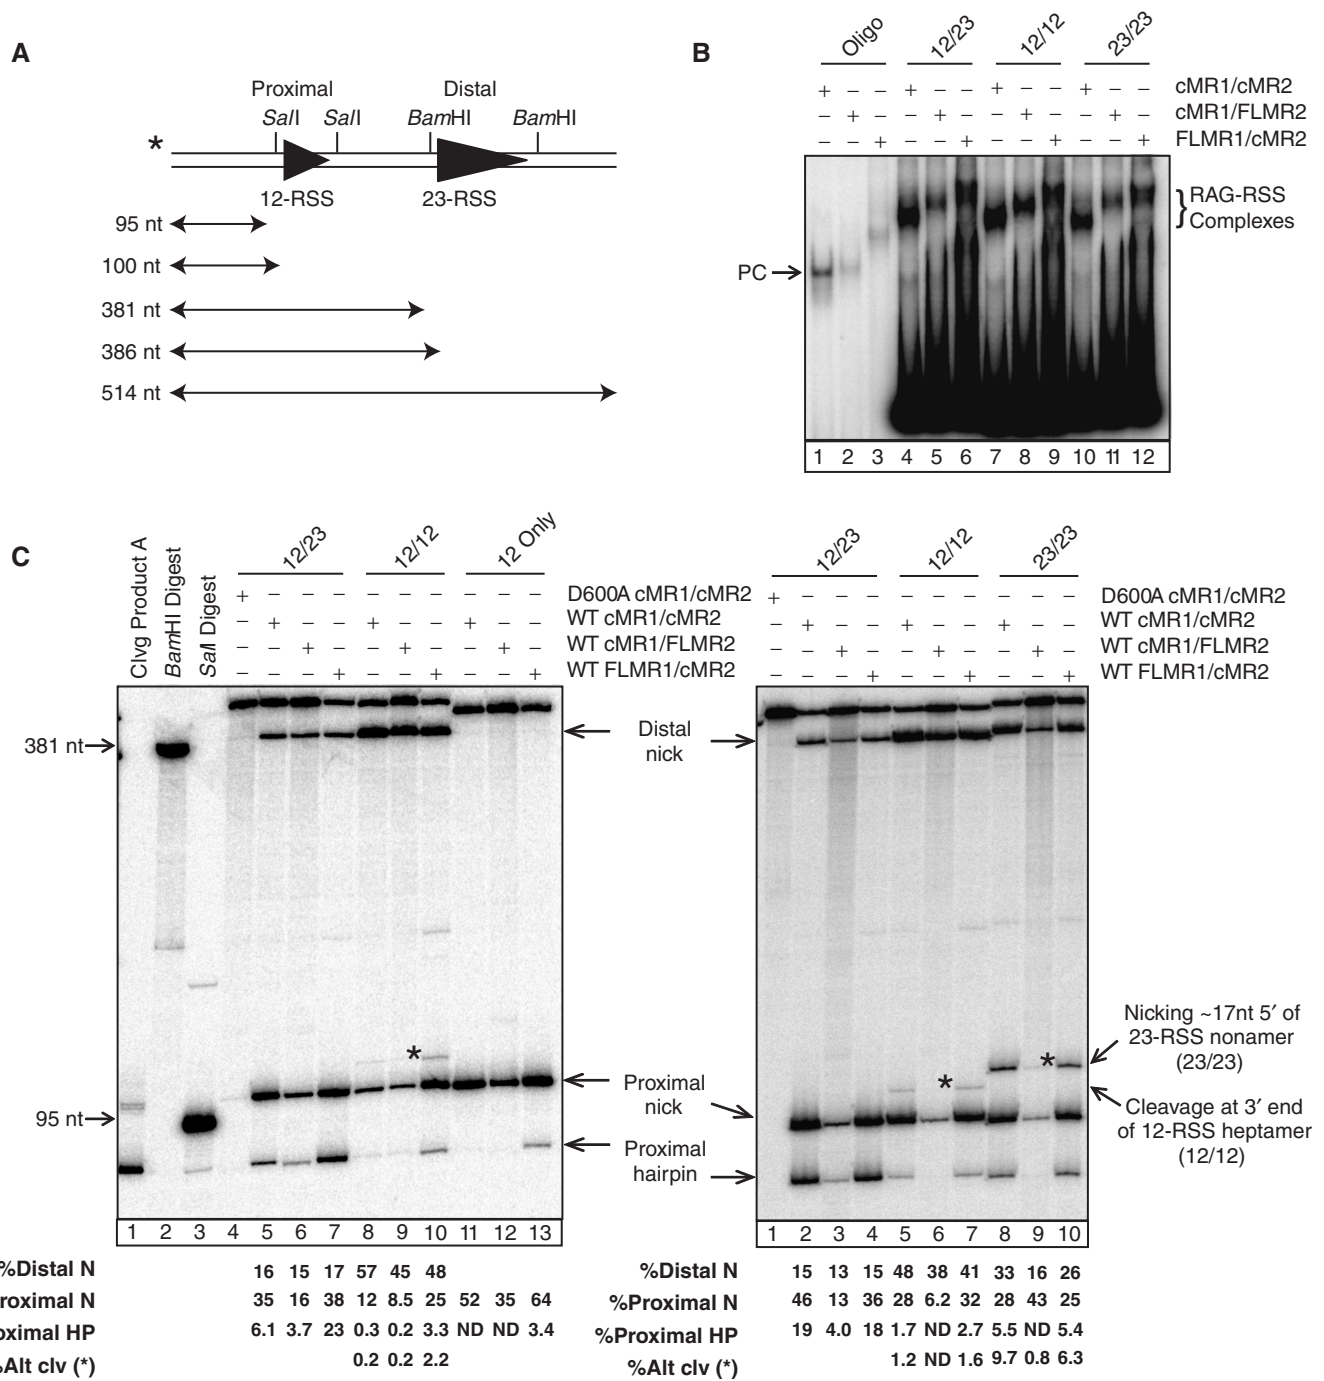 A
Proximal Distal
SalI SalI BamHI BamHI
*
12-RSS 23-RSS
95 nt
100 nt
381 nt
386 nt
514 nt
B
Oligo 12/23 12/12 23/23
+ − − + − − + − − + − − cMR1/cMR2
− + − − + − − + − − + − cMR1/FLMR2
− − + − − + − − + − − + FLMR1/cMR2
RAG-RSS
Complexes
PC
1 2 3 4 5 6 7 8 9 10 11 12
C
Clvg Product A
BamHI Digest
SalI Digest
12/23 12/12 12 Only
+ − − − − − − − − − D600A cMR1/cMR2
− + − − + − − + − − WT cMR1/cMR2
− − + − − + − − + − WT cMR1/FLMR2
− − − + − − + − − + WT FLMR1/cMR2
381 nt
95 nt
*
1 2 3 4 5 6 7 8 9 10 11 12 13
%Distal N 16 15 17 57 45 48
roximal N 35 16 38 12 8.5 25 52 35 64
oximal HP 6.1 3.7 23 0.3 0.2 3.3 ND ND 3.4
%Alt clv (*) 0.2 0.2 2.2
Distal
nick
Proximal
nick
Proximal
hairpin
12/23 12/12 23/23
+ − − − − − − − − − D600A cMR1/cMR2
− + − − + − − + − − WT cMR1/cMR2
− − + − − + − − + − WT cMR1/FLMR2
− − − + − − + − − + WT FLMR1/cMR2
*
*
Nicking ~17nt 5′ of
23-RSS nonamer
(23/23)
Cleavage at 3′ end
of 12-RSS heptamer
(12/12)
1 2 3 4 5 6 7 8 9 10
%Distal N 15 13 15 48 38 41 33 16 26
%Proximal N 46 13 36 28 6.2 32 28 43 25
%Proximal HP 19 4.0 18 1.7 ND 2.7 5.5 ND 5.4
%Alt clv (*) 1.2 ND 1.6 9.7 0.8 6.3